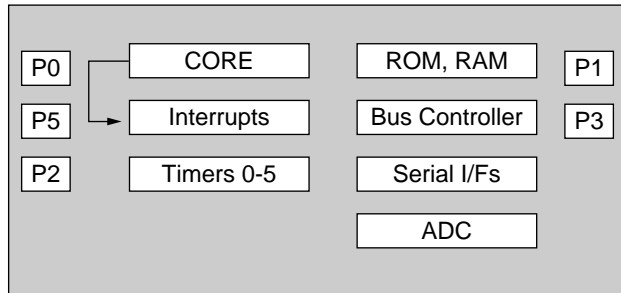 P0
CORE
ROM, RAM
P1
P5
Interrupts
Bus Controller
P3
P2
Timers 0-5
Serial I/Fs
ADC